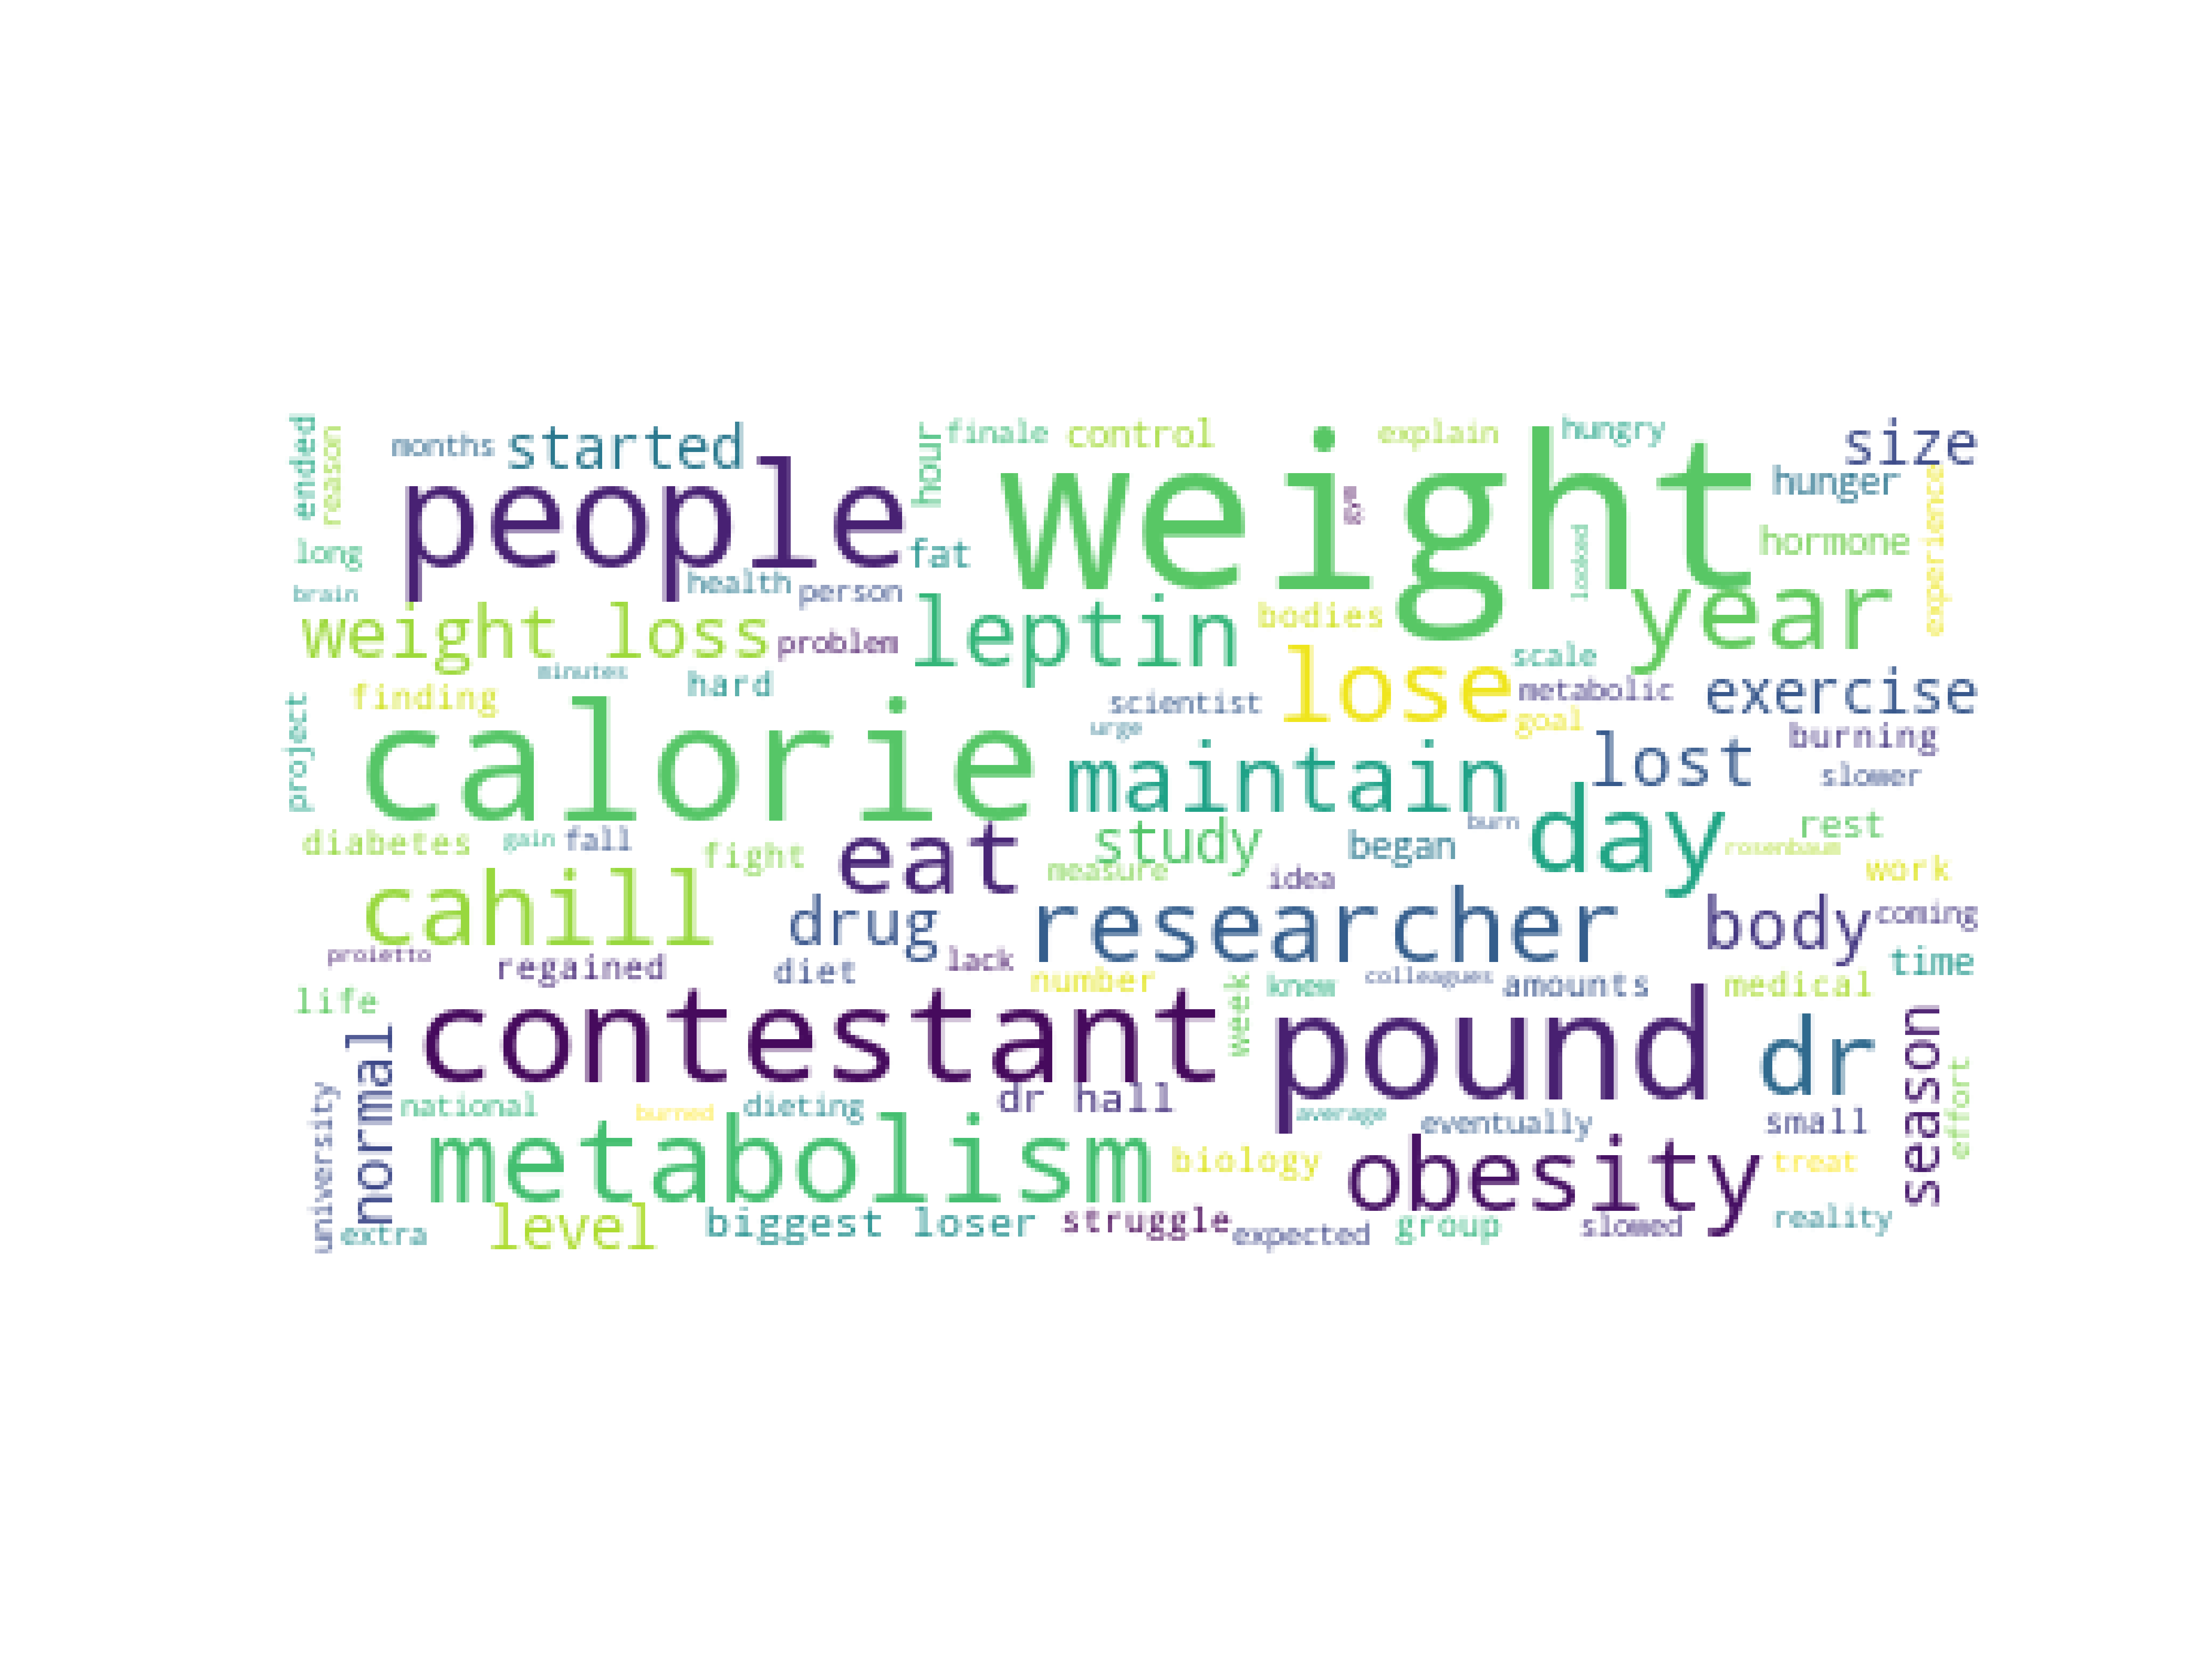 ended
reason
months
started
hour
finale
control
explain
hungry
size
people
weight
hunger
experience
long
fat
looked
hormone
brain
health
person
year
weight loss
problem
leptin
bodies
minutes
hard
lose
scale
finding
scientist
metabolic
exercise
project
calorie
urge
goal
maintain
lost
burning
slower
diabetes
gain
fall
fight
eat
study
began
burn
day
rest
rosenbaum
measure
idea
work
cahill
drug
researcher
body
coming
proietto
regained
diet
lack
number
week
knew
colleagues
amounts
medical
time
life
contestant
pound
dr
season
normal
university
national
burned
dieting
dr hall
average
eventually
small
effort
metabolism
biology
obesity
treat
extra
level
biggest loser
struggle
expected
group
slowed
reality